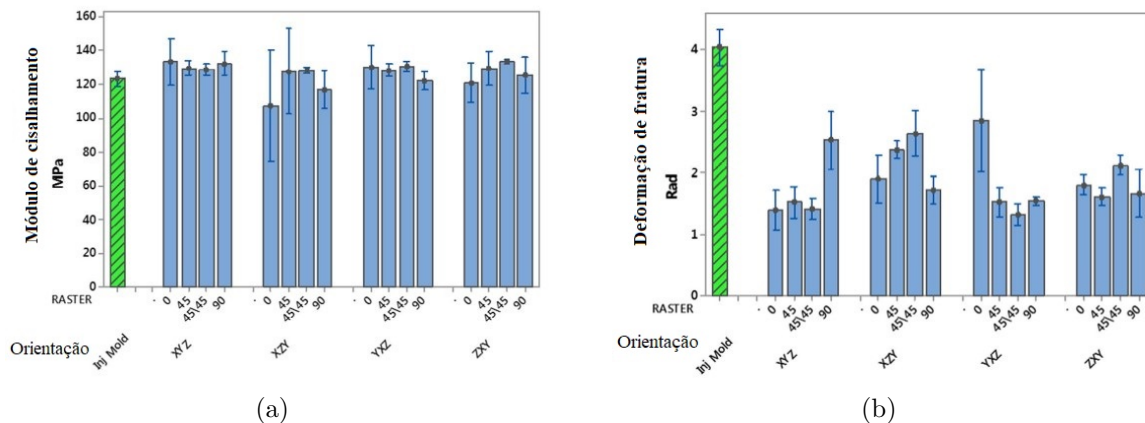 Módulo de cisalhamento
MPa
160
140
120
100
80
60
40
20
0
RASTER
. 0 45 45\45 90 . 0 45 45\45 90 . 0 45 45\45 90 . 0 45 45\45 90
Orientação
Inj Mold XYZ XZY YXZ ZXY
(a)
Deformação de fratura
Rad
4
3
2
1
0
RASTER
. 0 45 45\45 90 . 0 45 45\45 90 . 0 45 45\45 90 . 0 45 45\45 90
Orientação
Inj Mold XYZ XZY YXZ ZXY
(b)